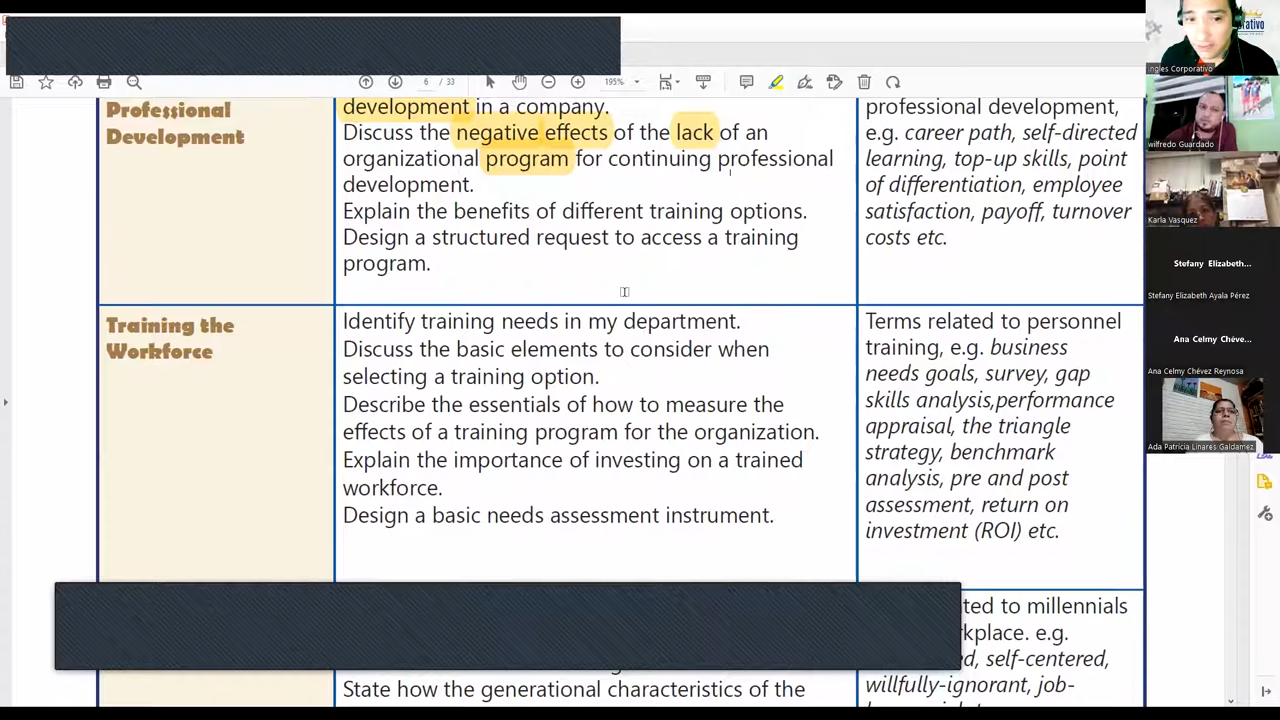 6 / 33
195%
Professional
Development
development in a company.
Discuss the negative effects of the lack of an
organizational program for continuing professional
development.
Explain the benefits of different training options.
Design a structured request to access a training
program.
professional development,
e.g. career path, self-directed
learning, top-up skills, point
of differentiation, employee
satisfaction, payoff, turnover
costs etc.
Training the
Workforce
Identify training needs in my department.
Discuss the basic elements to consider when
selecting a training option.
Describe the essentials of how to measure the
effects of a training program for the organization.
Explain the importance of investing on a trained
workforce.
Design a basic needs assessment instrument.
Terms related to personnel
training, e.g. business
needs goals, survey, gap
skills analysis,performance
appraisal, the triangle
strategy, benchmark
analysis, pre and post
assessment, return on
investment (ROI) etc.
State how the generational characteristics of the
ted to millennials
rkplace. e.g.
ed, self-centered,
willfully-ignorant, job-
Ingles Corporativo
wilfredo Guardado
Karla Vasquez
Stefany Elizabeth...
Stefany Elizabeth Ayala Pérez
Ana Celmy Chéve...
Ana Celmy Chévez Reynosa
Ada Patricia Linares Galdamez